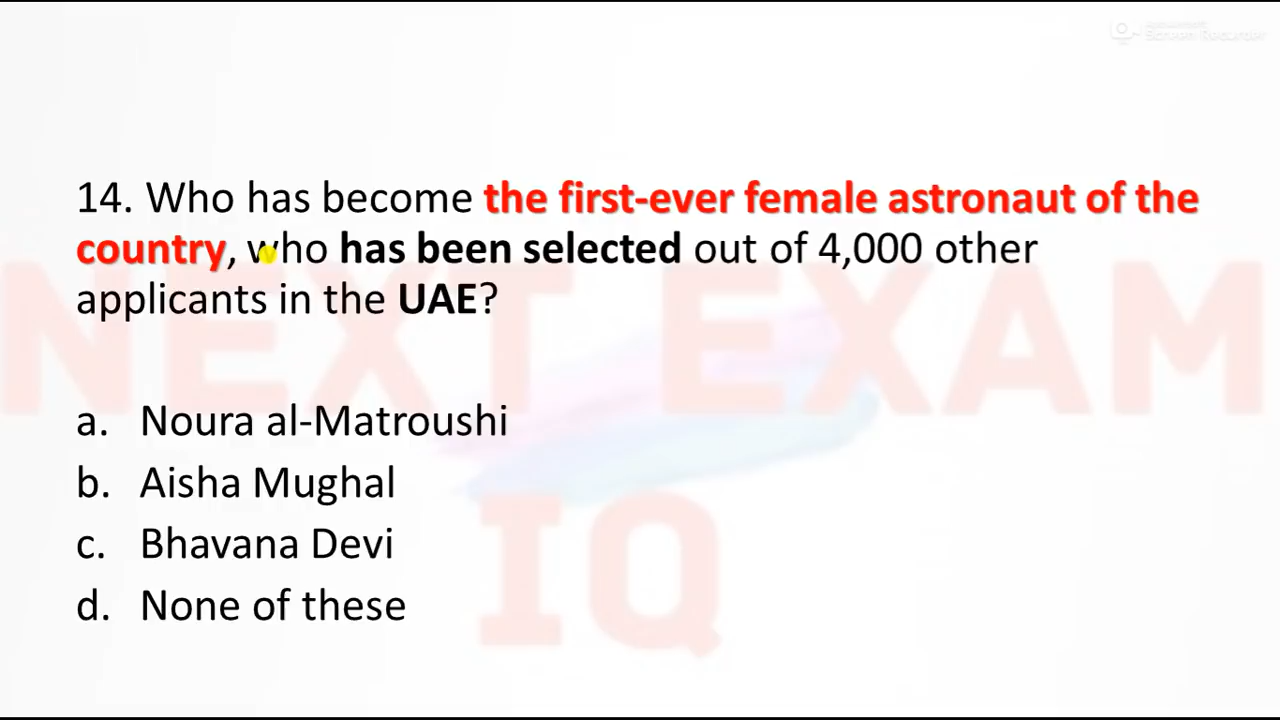 Screen Recorder
14. Who has become the first-ever female astronaut of the
country, who has been selected out of 4,000 other
applicants in the UAE?
NEXT EXAM
a. Noura al-Matroushi
b. Aisha Mughal
c. Bhavana Devi
d. None of these
IQ